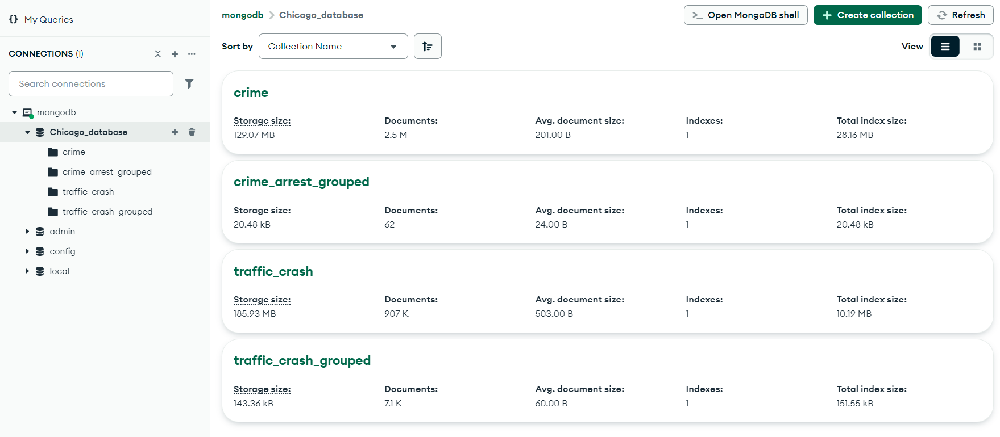 {} My Queries
CONNECTIONS (1)
Search connections
mongodb
Chicago_database
crime
crime_arrest_grouped
traffic_crash
traffic_crash_grouped
admin
config
local
mongodb > Chicago_database
>_ Open MongoDB shell
+ Create collection
Refresh
Sort by Collection Name
View
crime
Storage size: Documents: Avg. document size: Indexes: Total index size:
129.07 MB 2.5 M 201.00 B 1 28.16 MB
crime_arrest_grouped
Storage size: Documents: Avg. document size: Indexes: Total index size:
20.48 kB 62 24.00 B 1 20.48 kB
traffic_crash
Storage size: Documents: Avg. document size: Indexes: Total index size:
185.93 MB 907 K 503.00 B 1 10.19 MB
traffic_crash_grouped
Storage size: Documents: Avg. document size: Indexes: Total index size:
143.36 kB 7.1 K 60.00 B 1 151.55 kB